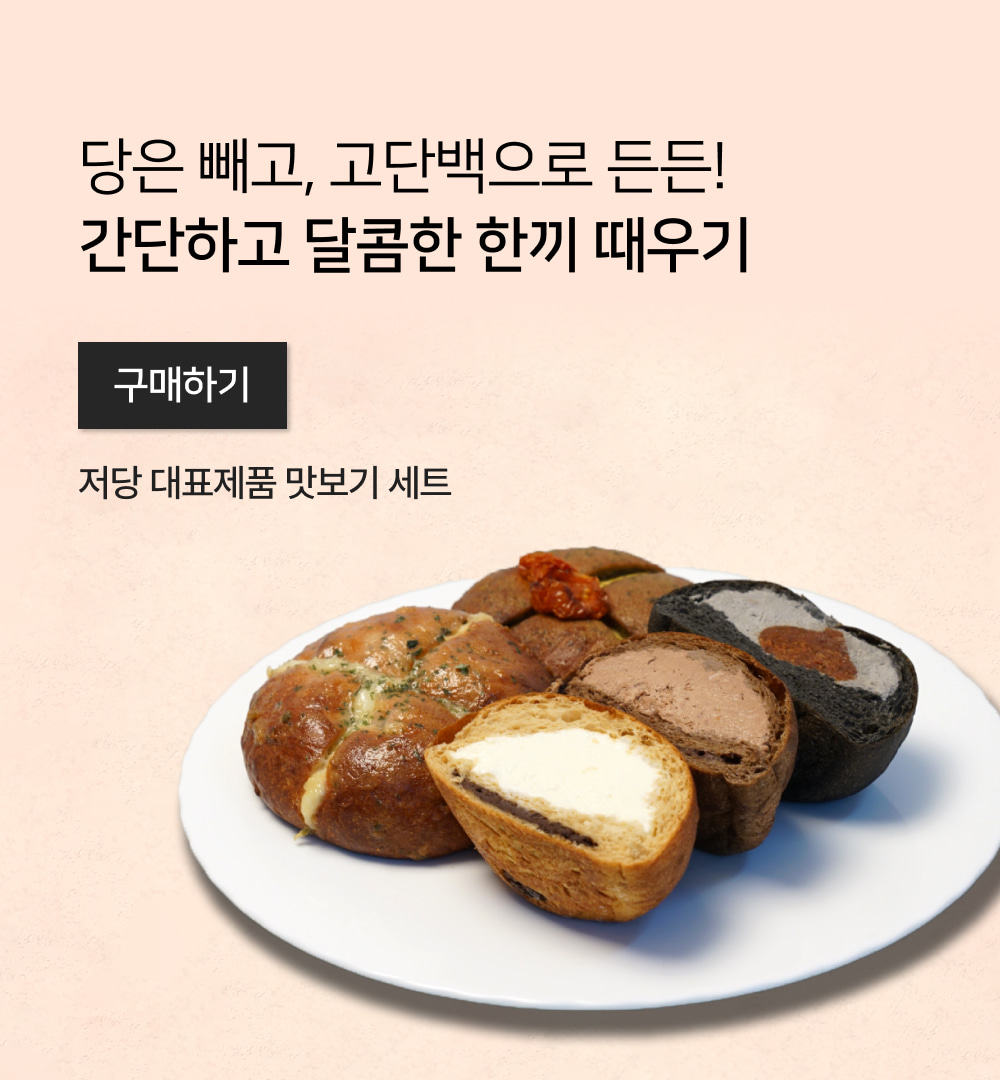 당은 빼고, 고단백으로 든든!
간단하고 달콤한 한끼 때우기
구매하기
저당 대표제품 맛보기 세트